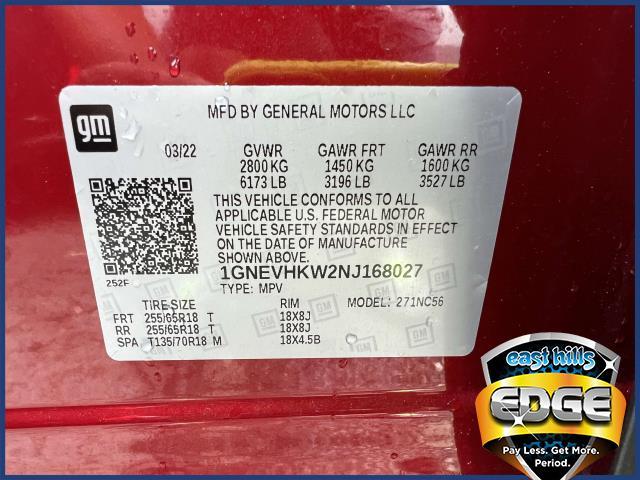 gm
MFD BY GENERAL MOTORS LLC
03/22 GVWR GAWR FRT GAWR RR
2800 KG 1450 KG 1600 KG
6173 LB 3196 LB 3527 LB
THIS VEHICLE CONFORMS TO ALL
APPLICABLE U.S. FEDERAL MOTOR
VEHICLE SAFETY STANDARDS IN EFFECT
ON THE DATE OF MANUFACTURE
SHOWN ABOVE.
1GNEVHKW2NJ168027
252F
TYPE: MPV MODEL: 271NC56
TIRE SIZE RIM
FRT 255/65R18 T 18X8J
RR 255/65R18 T 18X8J
SPA T135/70R18 M 18X4.5B
east hills
EDGE
Pay Less. Get More.
Period.